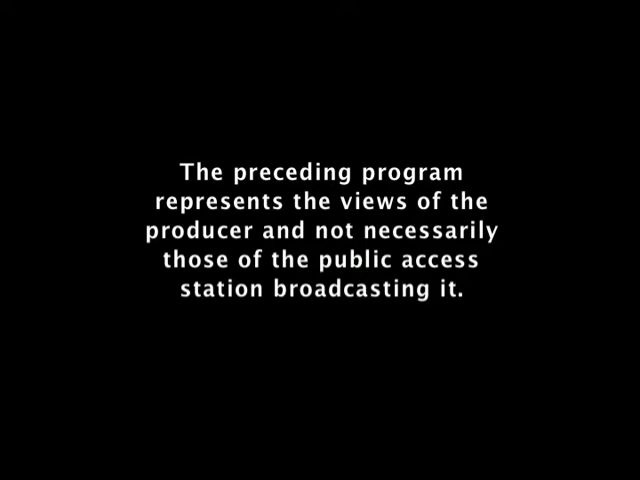 The preceding program
represents the views of the
producer and not necessarily
those of the public access
station broadcasting it.